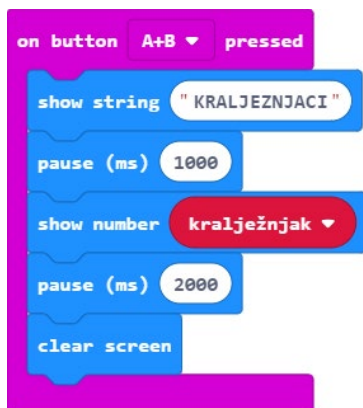 on button A+B pressed
show string "KRALJEZNJACI"
pause (ms) 1000
show number kralježnjak
pause (ms) 2000
clear screen